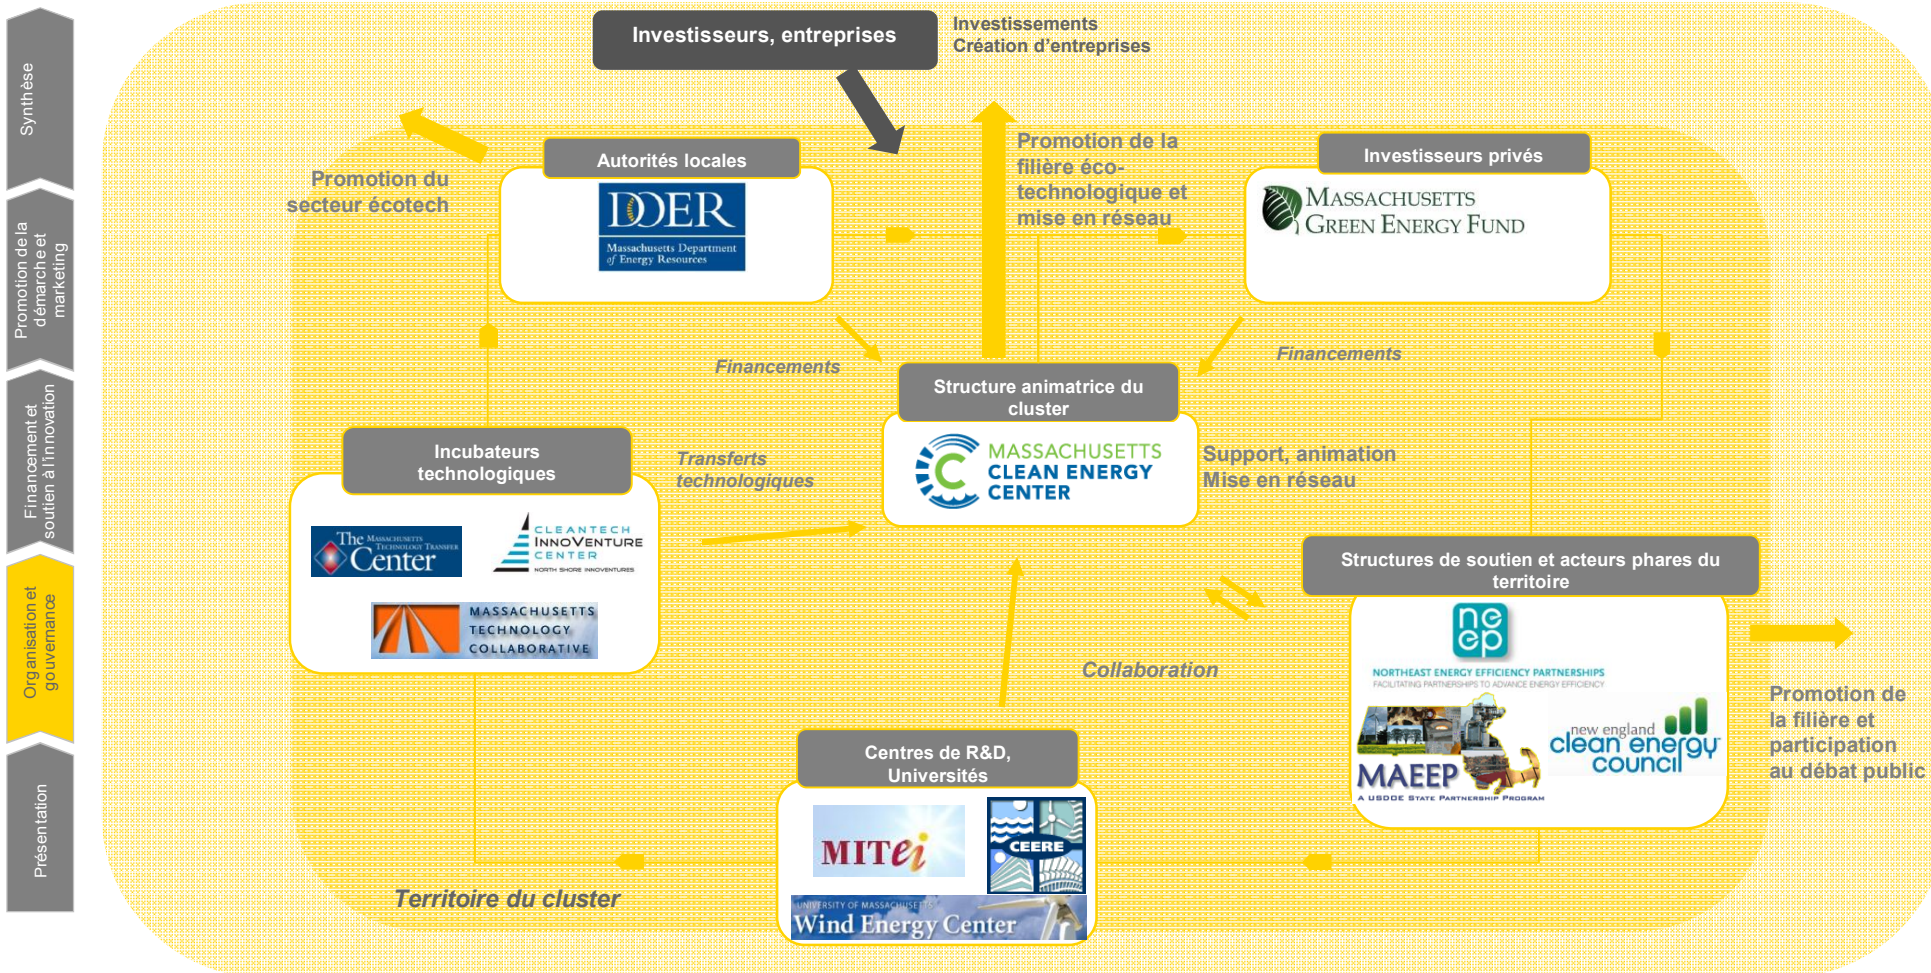 Synthèse
Promotion de la
démarche et
marketing
Financement et
soutien à l'innovation
Organisation et
gouvernance
Présentation
Investisseurs, entreprises
Investissements
Création d'entreprises
Promotion du
secteur écotech
Autorités locales
DOER
Massachusetts Department
of Energy Resources
Promotion de la
filière éco-
technologique et
mise en réseau
Investisseurs privés
MASSACHUSETTS
GREEN ENERGY FUND
Financements
Financements
Structure animatrice du
cluster
MASSACHUSETTS
CLEAN ENERGY
CENTER
Support, animation
Mise en réseau
Incubateurs
technologiques
The MASSACHUSETTS
TECHNOLOGY TRANSFER
Center
CLEANTECH
INNOVENTURE
CENTER
NORTH SHORE INNOVENTURES
MASSACHUSETTS
TECHNOLOGY
COLLABORATIVE
Transferts
technologiques
Structures de soutien et acteurs phares du
territoire
neep
NORTHEAST ENERGY EFFICIENCY PARTNERSHIPS
FACILITATING PARTNERSHIPS TO ADVANCE ENERGY EFFICIENCY
MAEEP
A USDOE STATE PARTNERSHIP PROGRAM
new england
clean energy
council
Promotion de
la filière et
participation
au débat public
Collaboration
Centres de R&D,
Universités
MITei
CEERE
UNIVERSITY OF MASSACHUSETTS
Wind Energy Center
Territoire du cluster